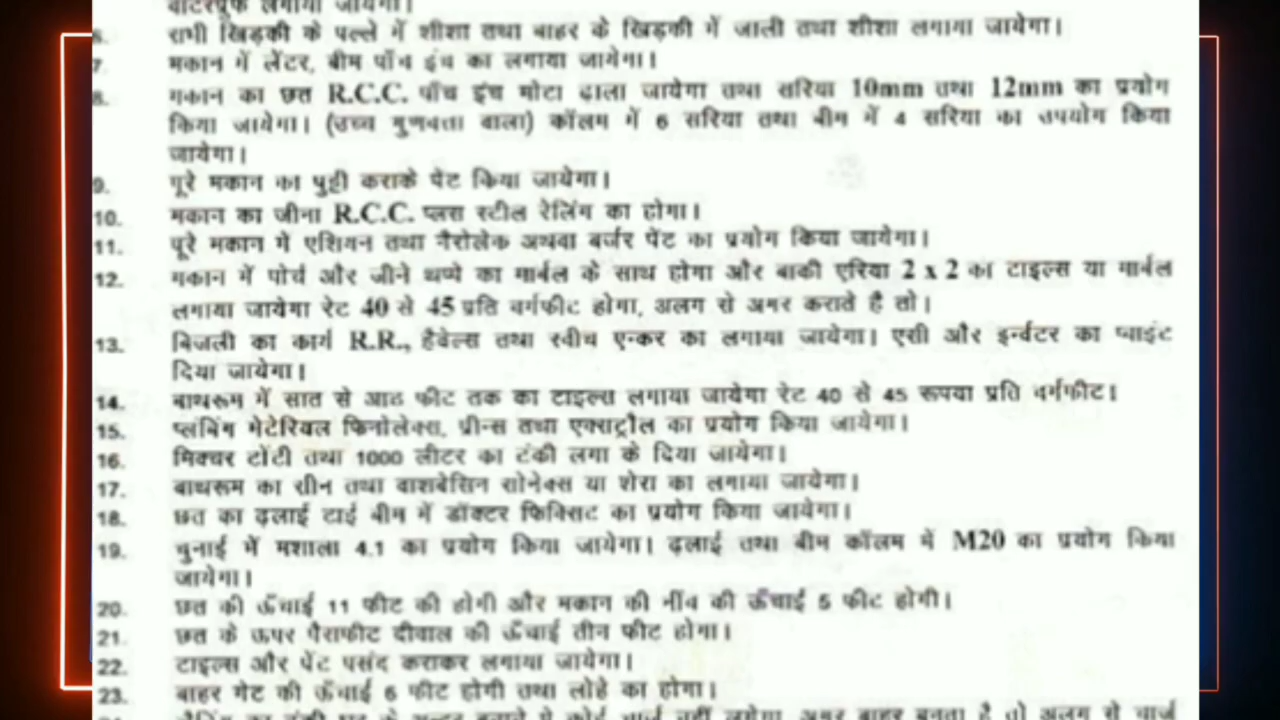 वाटरप्रूफ लगाया जायेगा।
6. सभी खिड़की के पल्ले में शीशा तथा बाहर के खिड़की में जाली तथा शीशा लगाया जायेगा।
7. मकान में लेंटर, बीम पाँच इंच का लगाया जायेगा।
8. मकान का छत R.C.C. पाँच इंच मोटा ढाला जायेगा तथा सरिया 10mm तथा 12mm का प्रयोग
किया जायेगा। (उच्च गुणवत्ता वाला) कॉलम में 6 सरिया तथा बीम में 4 सरिया का उपयोग किया
जायेगा।
9. पूरे मकान का पुट्टी कराके पेंट किया जायेगा।
10. मकान का जीना R.C.C. प्लस स्टील रेलिंग का होगा।
11. पूरे मकान में एशियन तथा नैरोलेक अथवा बर्जर पेंट का प्रयोग किया जायेगा।
12. मकान में पोर्च और जीने थप्पे का मार्बल के साथ होगा और बाकी एरिया 2 x 2 का टाइल्स या मार्बल
लगाया जायेगा रेट 40 से 45 प्रति वर्गफीट होगा, अलग से अगर कराते है तो।
13. बिजली का कार्य R.R., हैवेल्स तथा स्वीच एन्कर का लगाया जायेगा। एसी और इन्वंटर का प्वाइंट
दिया जायेगा।
14. बाथरूम में सात से आठ फीट तक का टाइल्स लगाया जायेगा रेट 40 से 45 रूपया प्रति वर्गफीट।
15. प्लंबिंग मेटेरियल फिनोलेक्स, प्रीन्स तथा एक्सट्रौल का प्रयोग किया जायेगा।
16. मिक्चर टोंटी तथा 1000 लीटर का टंकी लगा के दिया जायेगा।
17. बाथरूम का सीन तथा वाशबेसिन सोनेक्स या शेरा का लगाया जायेगा।
18. छत का ढ़लाई टाई बीम में डॉक्टर फिक्सिट का प्रयोग किया जायेगा।
19. चुनाई में मशाला 4.1 का प्रयोग किया जायेगा। ढ़लाई तथा बीम कॉलम में M20 का प्रयोग किया
जायेगा।
20. छत की ऊँचाई 11 फीट की होगी और मकान की नींव की ऊँचाई 5 फीट होगी।
21. छत के ऊपर पैराफीट दीवाल की ऊँचाई तीन फीट होगा।
22. टाइल्स और पेंट पसंद कराकर लगाया जायेगा।
23. बाहर गेट की ऊँचाई 6 फीट होगी तथा लोहे का होगा।